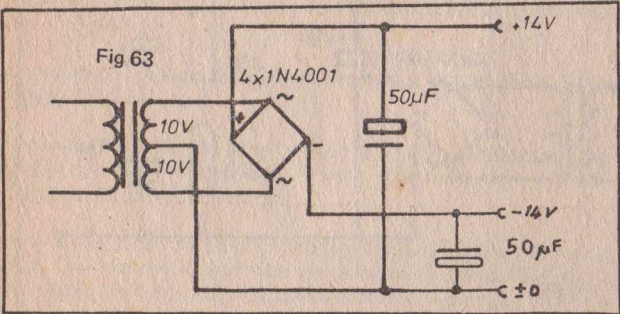 Fig 63
+14V
4x1N4001
~
50µF
10V
+
-
10V
~
-14V
50µF
±0